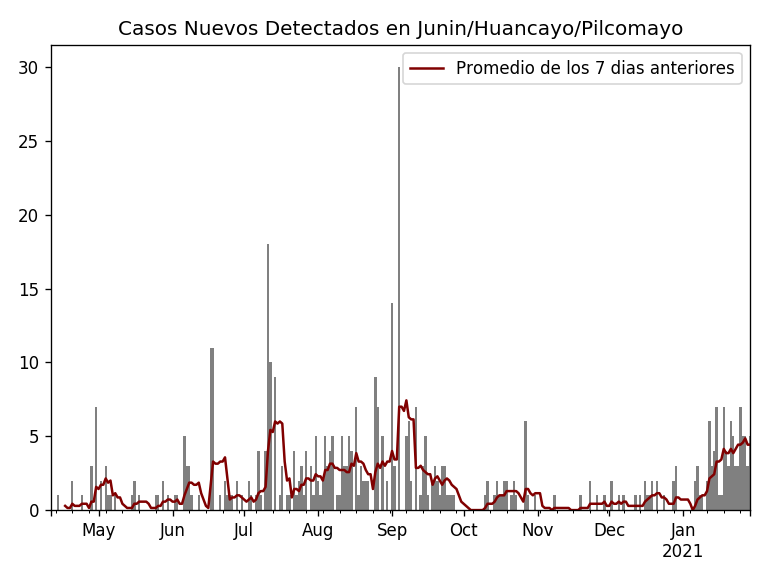 Casos Nuevos Detectados en Junin/Huancayo/Pilcomayo
Promedio de los 7 dias anteriores
30
25
20
15
10
5
0
May Jun Jul Aug Sep Oct Nov Dec Jan
2021